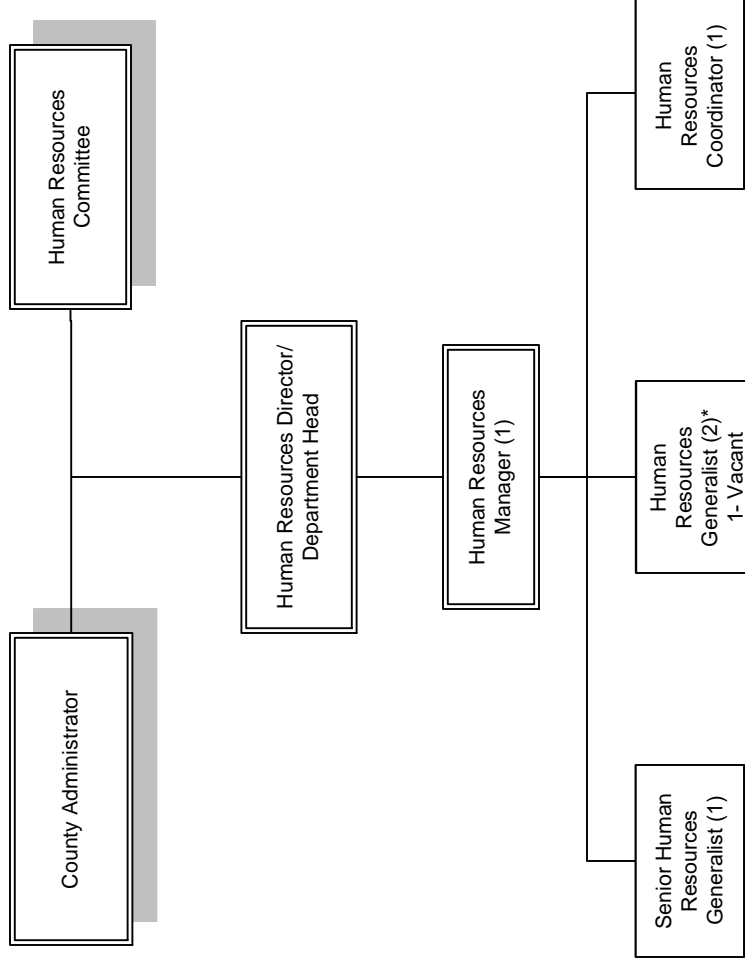 County Administrator
Human Resources
Committee
Human Resources Director/
Department Head
Human Resources
Manager (1)
Senior Human
Resources
Generalist (1)
Human
Resources
Generalist (2)*
1- Vacant
Human
Resources
Coordinator (1)